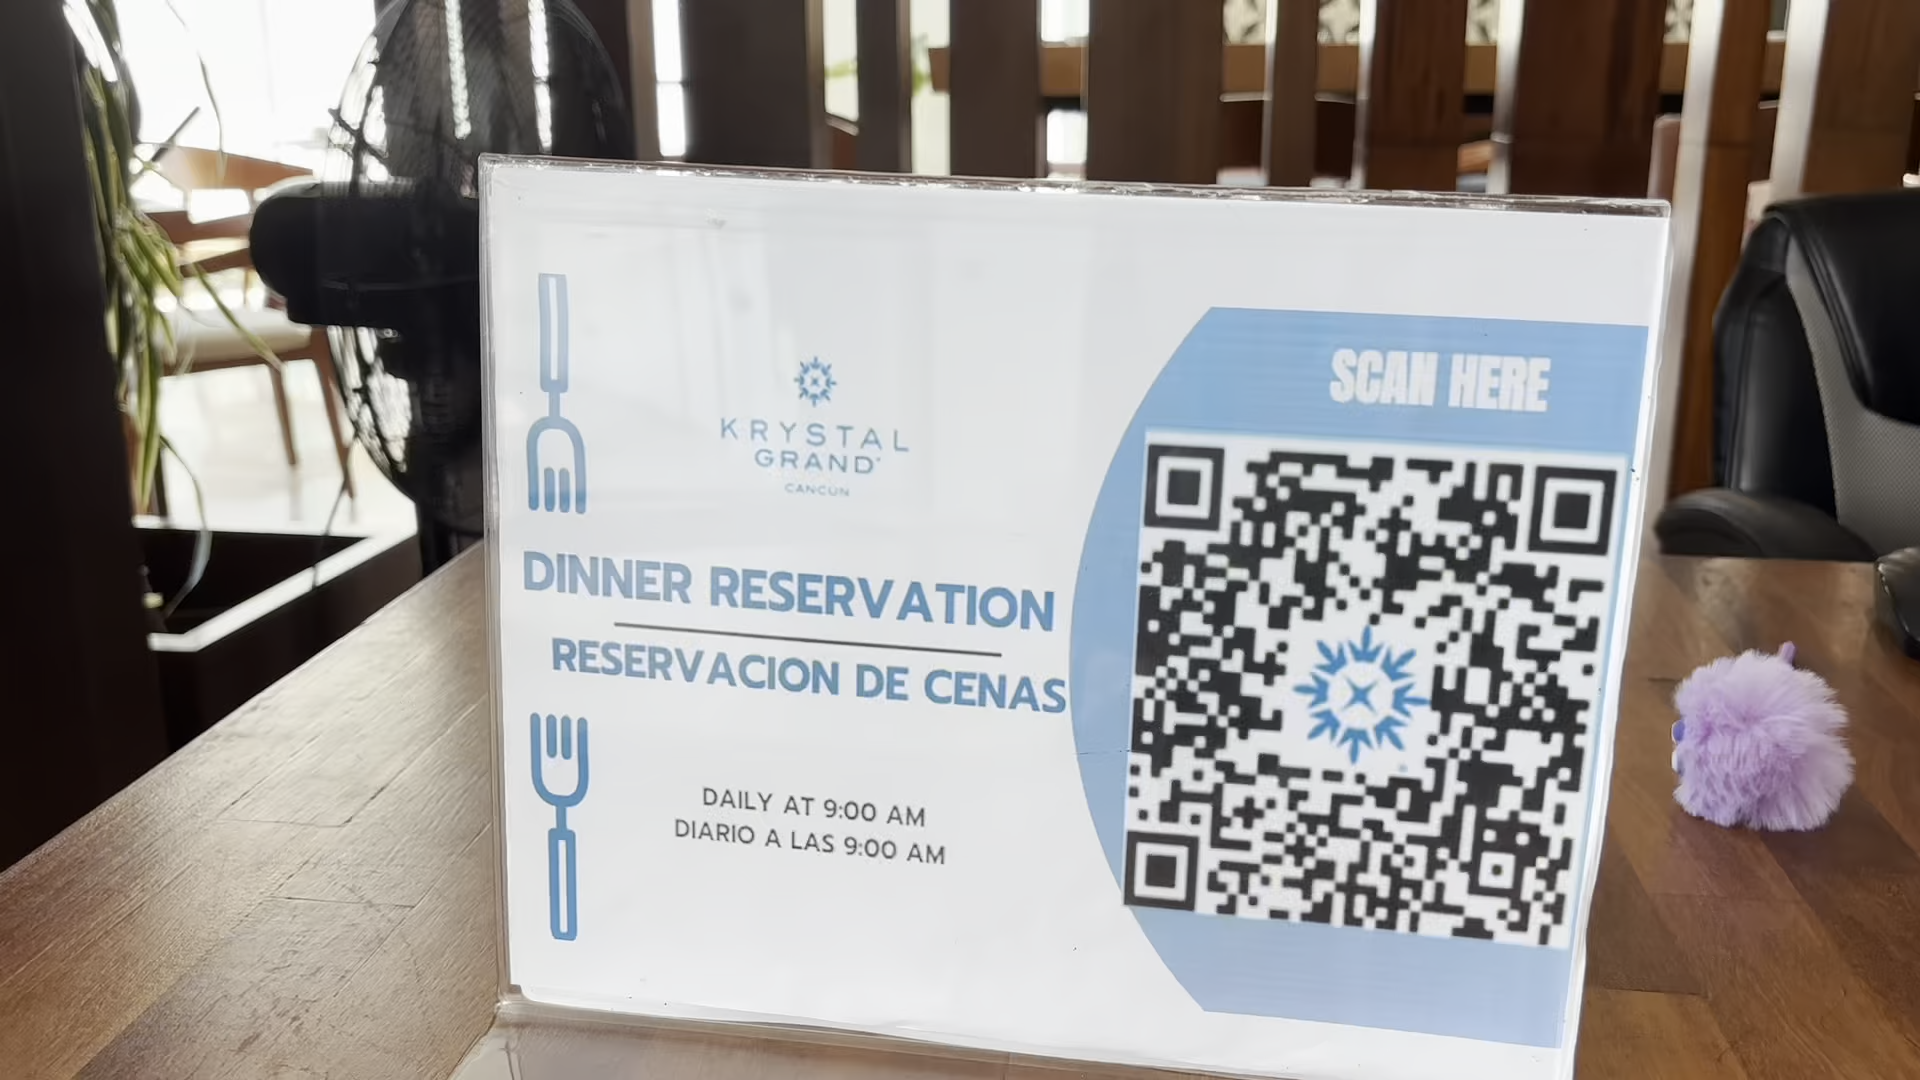 KRYSTAL
GRAND
CANCÚN
DINNER RESERVATION
RESERVACION DE CENAS
DAILY AT 9:00 AM
DIARIO A LAS 9:00 AM
SCAN HERE